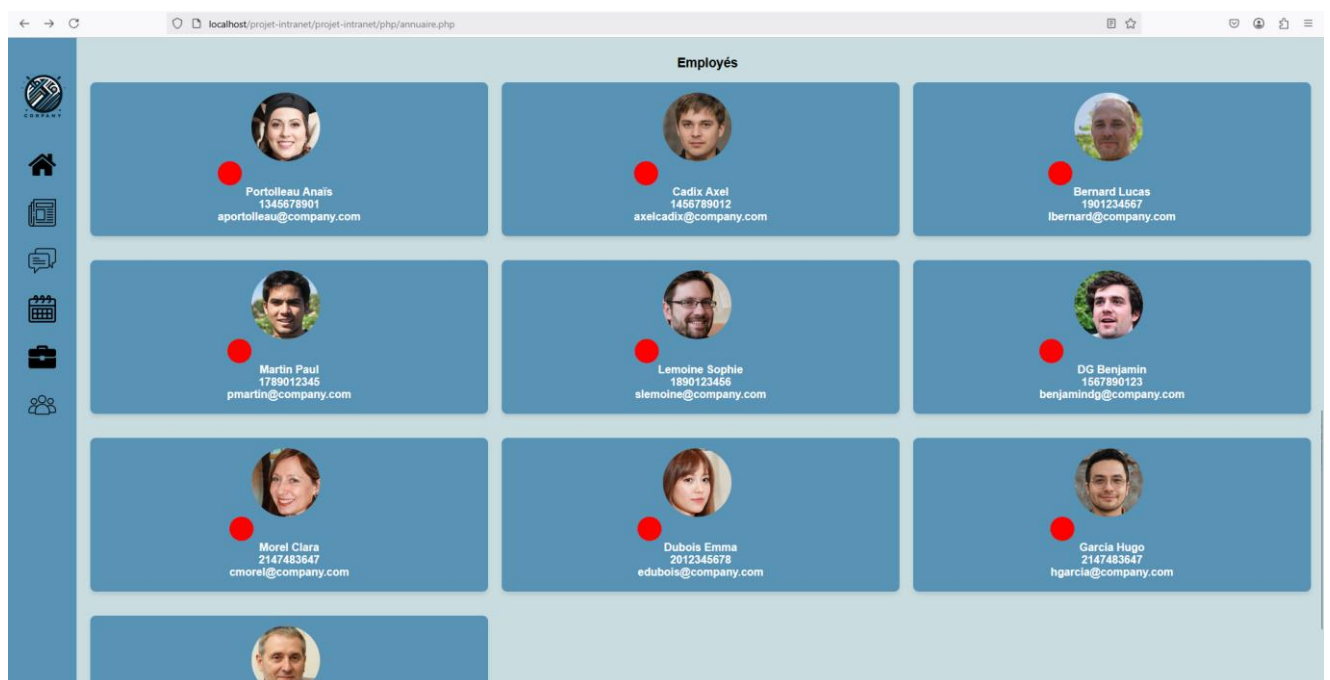 localhost/projet-intranet/projet-intranet/php/annuaire.php
COMPANY
Employés
Portolleau Anaïs
1345678901
aportolleau@company.com
Cadix Axel
1456789012
axelcadix@company.com
Bernard Lucas
1901234567
lbernard@company.com
Martin Paul
1789012345
pmartin@company.com
Lemoine Sophie
1890123456
slemoine@company.com
DG Benjamin
1567890123
benjamindg@company.com
Morel Clara
2147483647
cmorel@company.com
Dubois Emma
2012345678
edubois@company.com
Garcia Hugo
2147483647
hgarcia@company.com